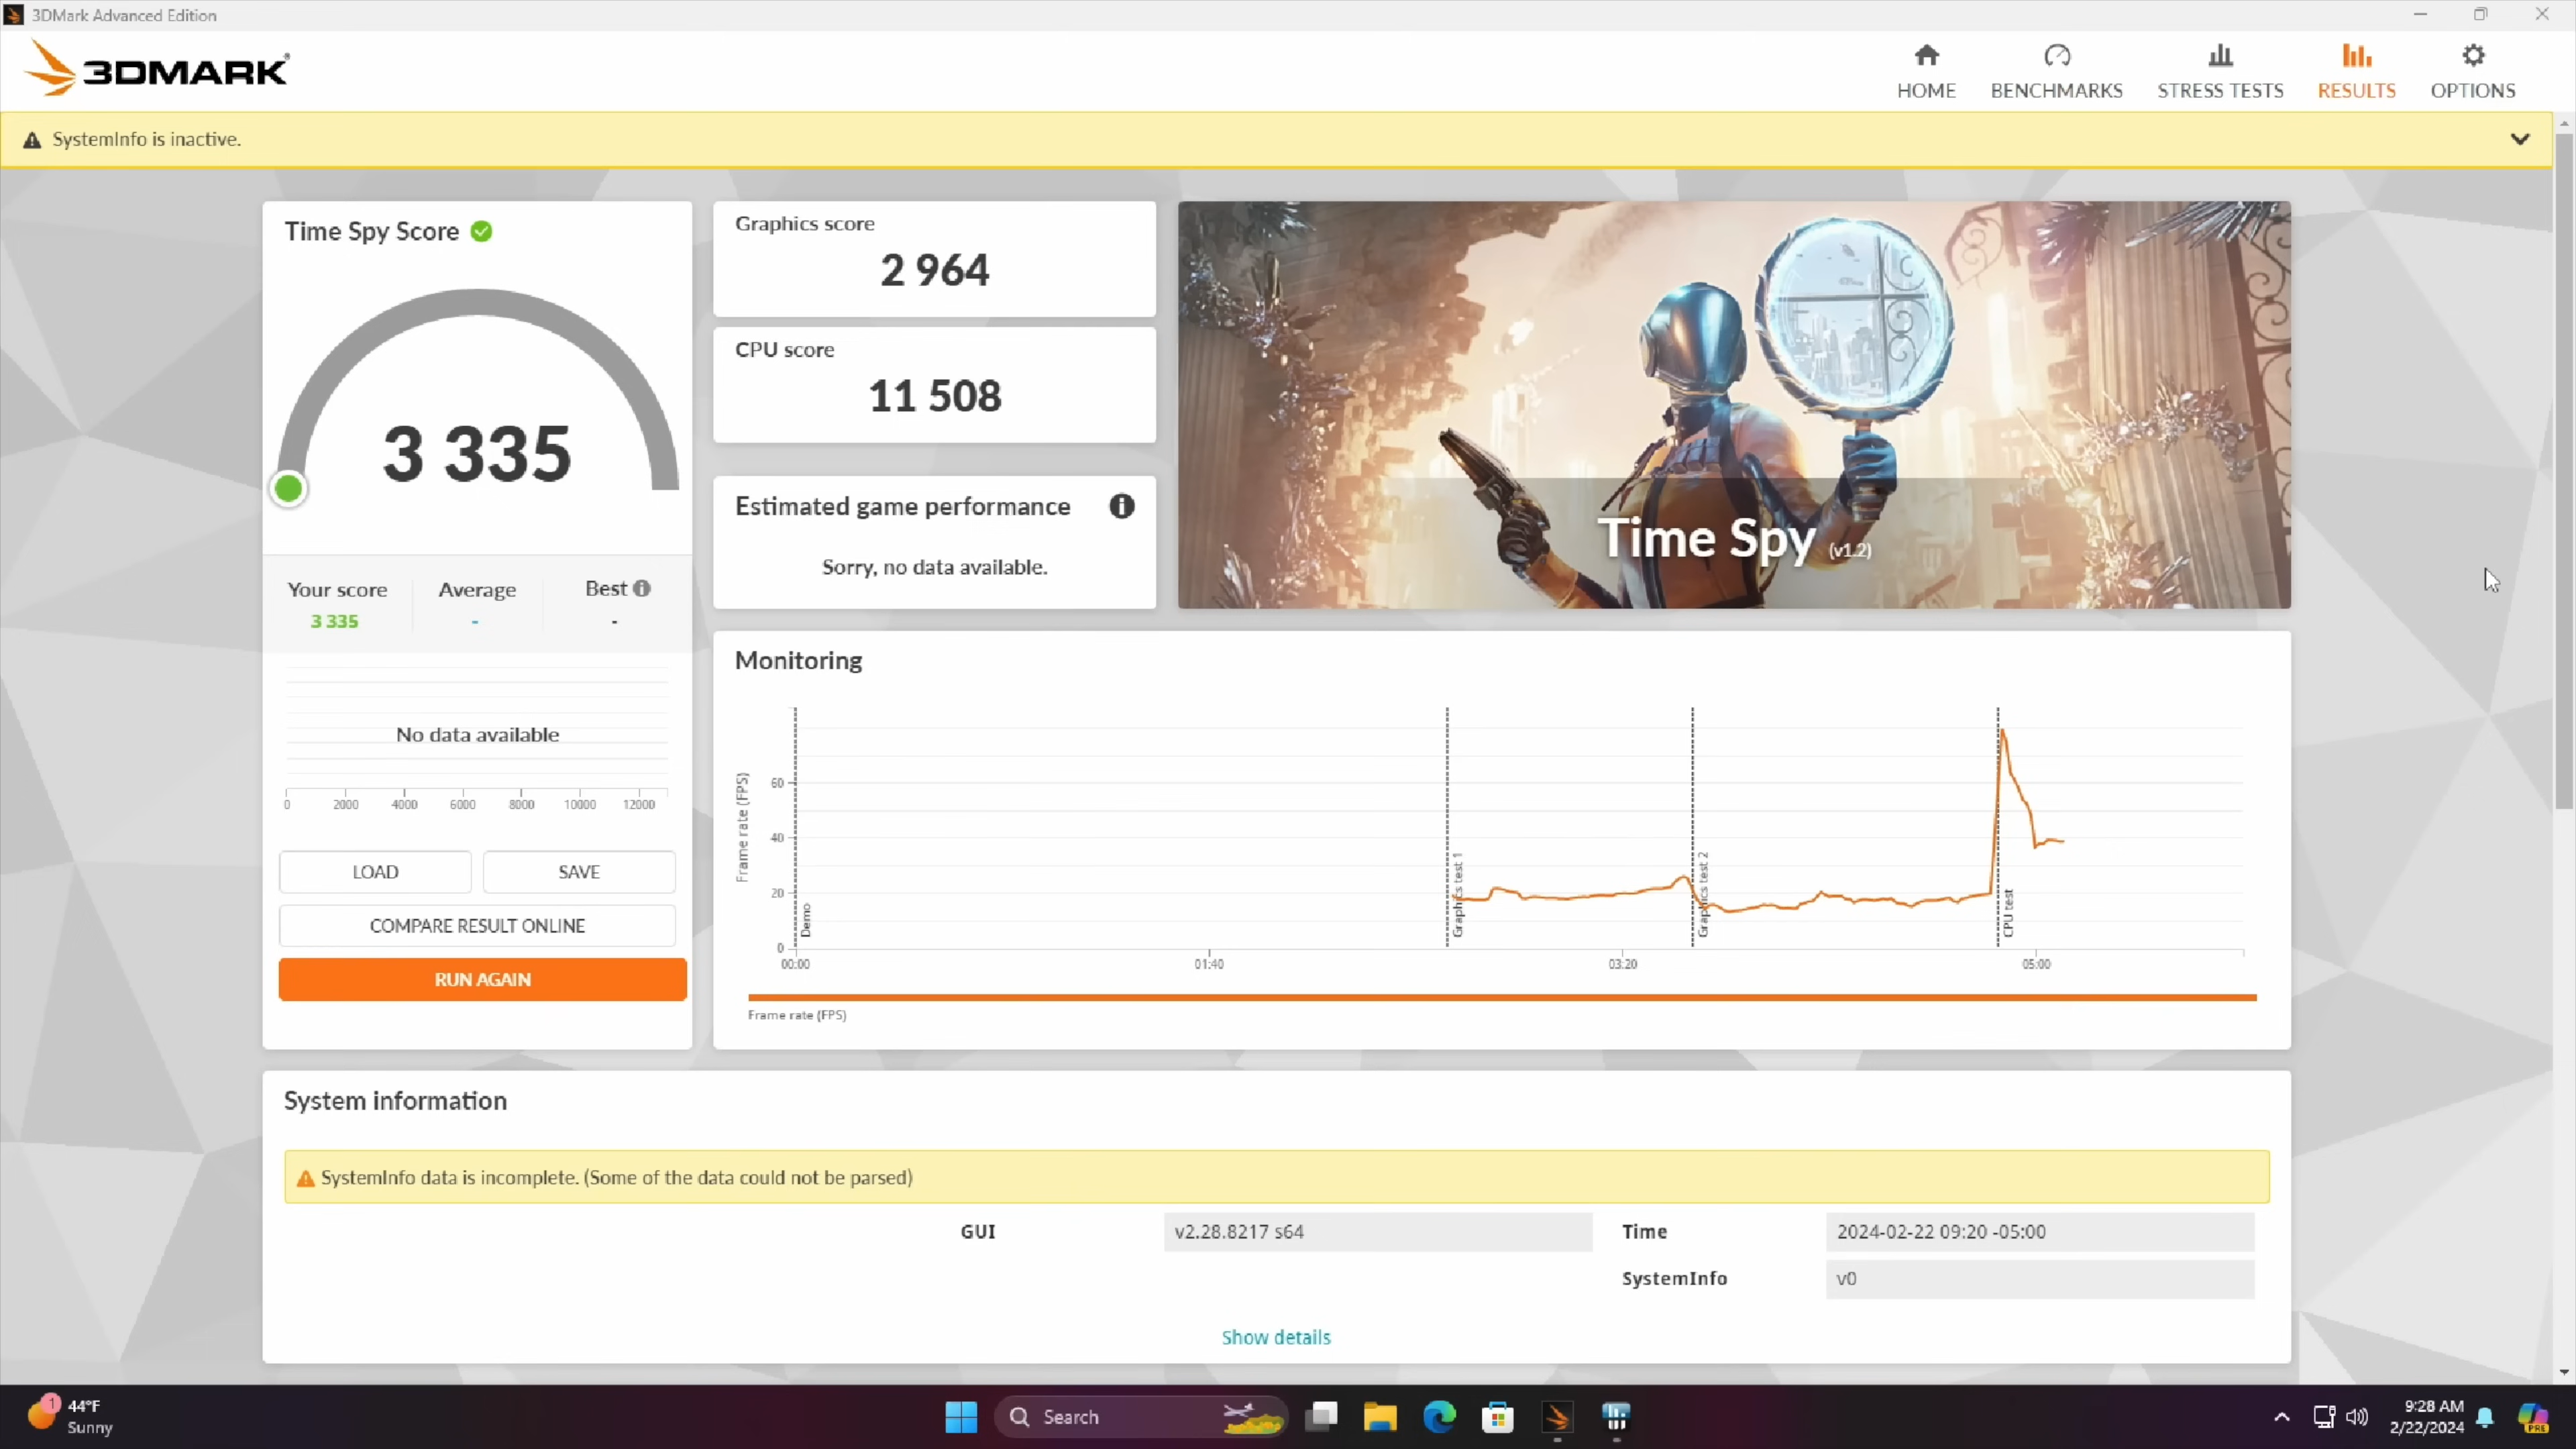 3DMark Advanced Edition
3DMARK
HOME
BENCHMARKS
STRESS TESTS
RESULTS
OPTIONS
SystemInfo is inactive.
Time Spy Score
3 335
Your score
3 335
Average
-
Best
-
No data available
0 2000 4000 6000 8000 10000 12000
LOAD
SAVE
COMPARE RESULT ONLINE
RUN AGAIN
Graphics score
2 964
CPU score
11 508
Estimated game performance
Sorry, no data available.
Time Spy (v1.2)
Monitoring
Frame rate (FPS)
60
40
20
0
Demo
Graphics test 1
Graphics test 2
CPU test
00:00 01:40 03:20 05:00
Frame rate (FPS)
System information
SystemInfo data is incomplete. (Some of the data could not be parsed)
GUI
v2.28.8217 s64
Time
2024-02-22 09:20 -05:00
SystemInfo
v0
Show details
1
44°F
Sunny
Search
9:28 AM
2/22/2024
PRE